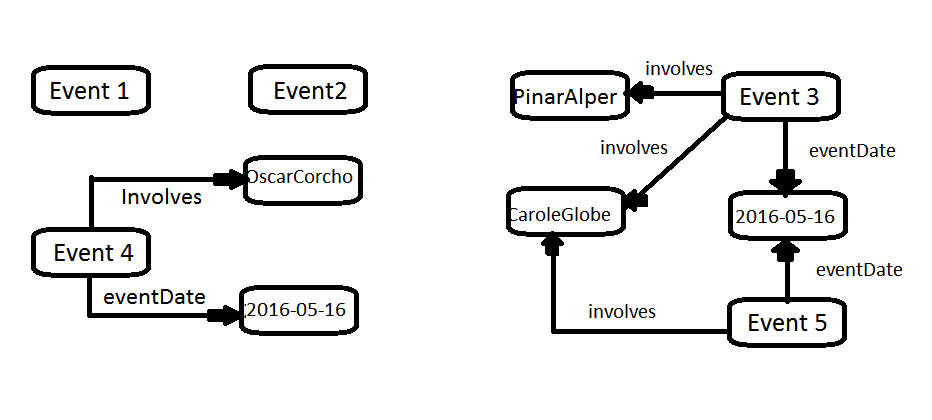 Event 1
Event2
involves
PinarAlper
Event 3
involves
eventDate
OscarCorcho
Involves
CaroleGlobe
2016-05-16
Event 4
eventDate
eventDate
2016-05-16
involves
Event 5